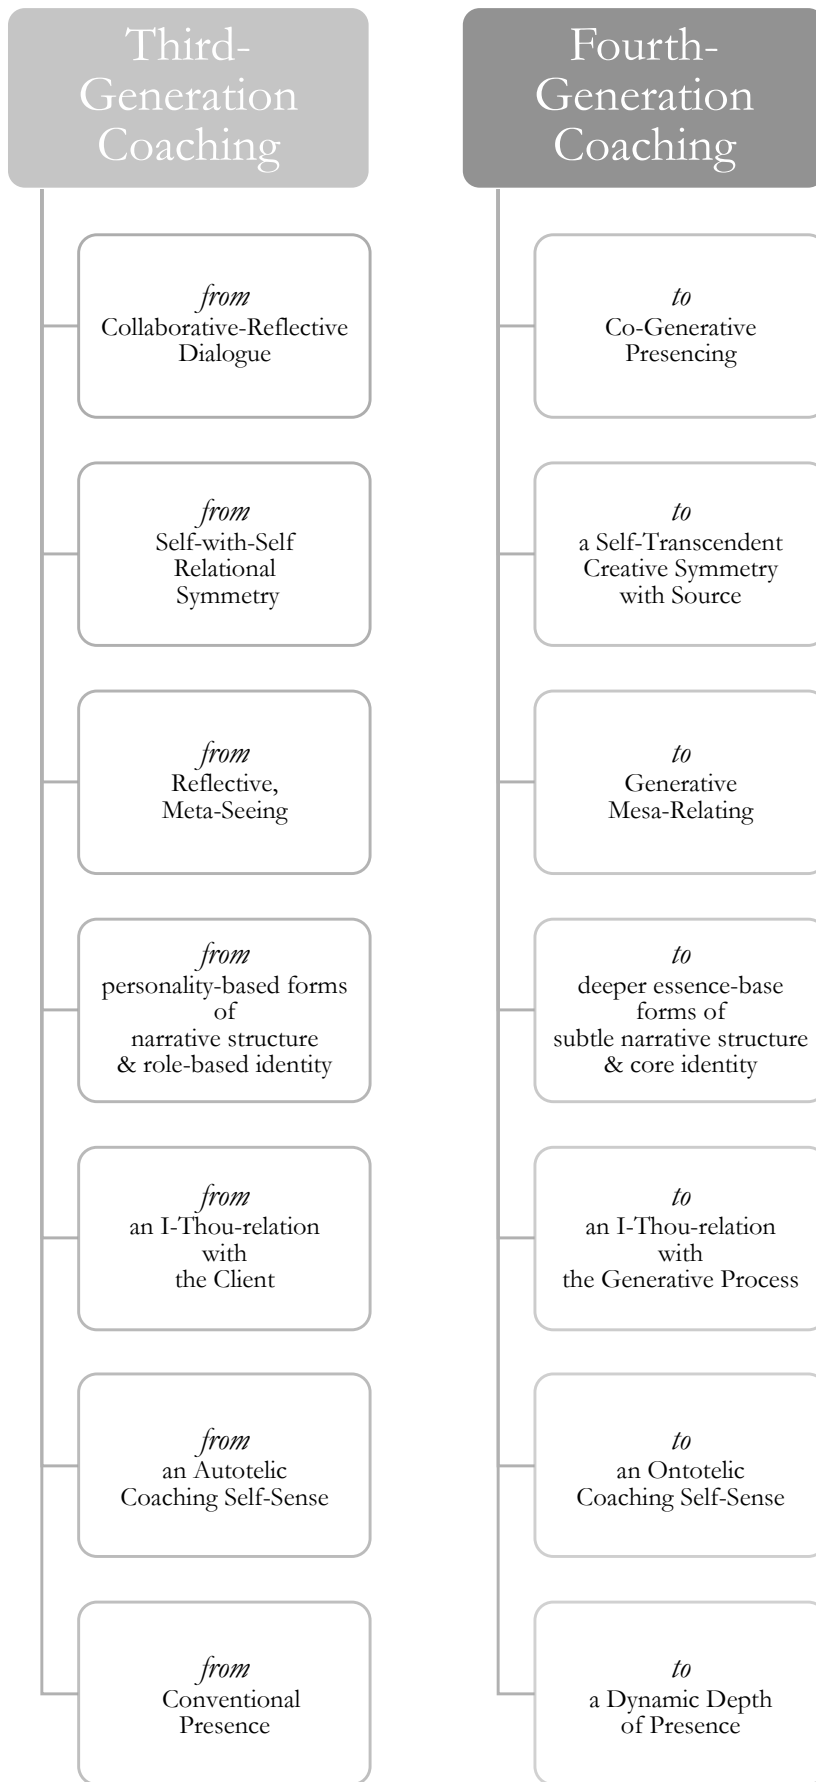 Third-
Generation
Coaching
from
Collaborative-Reflective
Dialogue
from
Self-with-Self
Relational
Symmetry
from
Reflective,
Meta-Seeing
from
personality-based forms
of
narrative structure
& role-based identity
from
an I-Thou-relation
with
the Client
from
an Autotelic
Coaching Self-Sense
from
Conventional
Presence
Fourth-
Generation
Coaching
to
Co-Generative
Presencing
to
a Self-Transcendent
Creative Symmetry
with Source
to
Generative
Mesa-Relating
to
deeper essence-base
forms of
subtle narrative structure
& core identity
to
an I-Thou-relation
with
the Generative Process
to
an Ontotelic
Coaching Self-Sense
to
a Dynamic Depth
of Presence